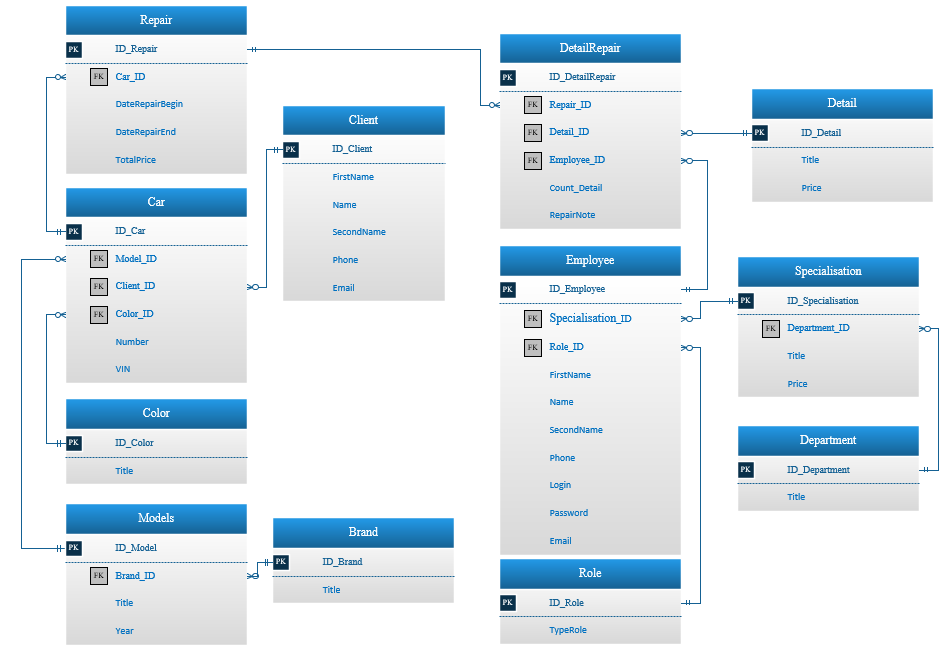 Repair
PK ID_Repair
FK Car_ID
DateRepairBegin
DateRepairEnd
TotalPrice
Car
PK ID_Car
FK Model_ID
FK Client_ID
FK Color_ID
Number
VIN
Color
PK ID_Color
Title
Models
PK ID_Model
FK Brand_ID
Title
Year
Client
PK ID_Client
FirstName
Name
SecondName
Phone
Email
Brand
PK ID_Brand
Title
DetailRepair
PK ID_DetailRepair
FK Repair_ID
FK Detail_ID
FK Employee_ID
Count_Detail
RepairNote
Employee
PK ID_Employee
FK Specialisation_ID
FK Role_ID
FirstName
Name
SecondName
Phone
Login
Password
Email
Role
PK ID_Role
TypeRole
Detail
PK ID_Detail
Title
Price
Specialisation
PK ID_Specialisation
FK Department_ID
Title
Price
Department
PK ID_Department
Title